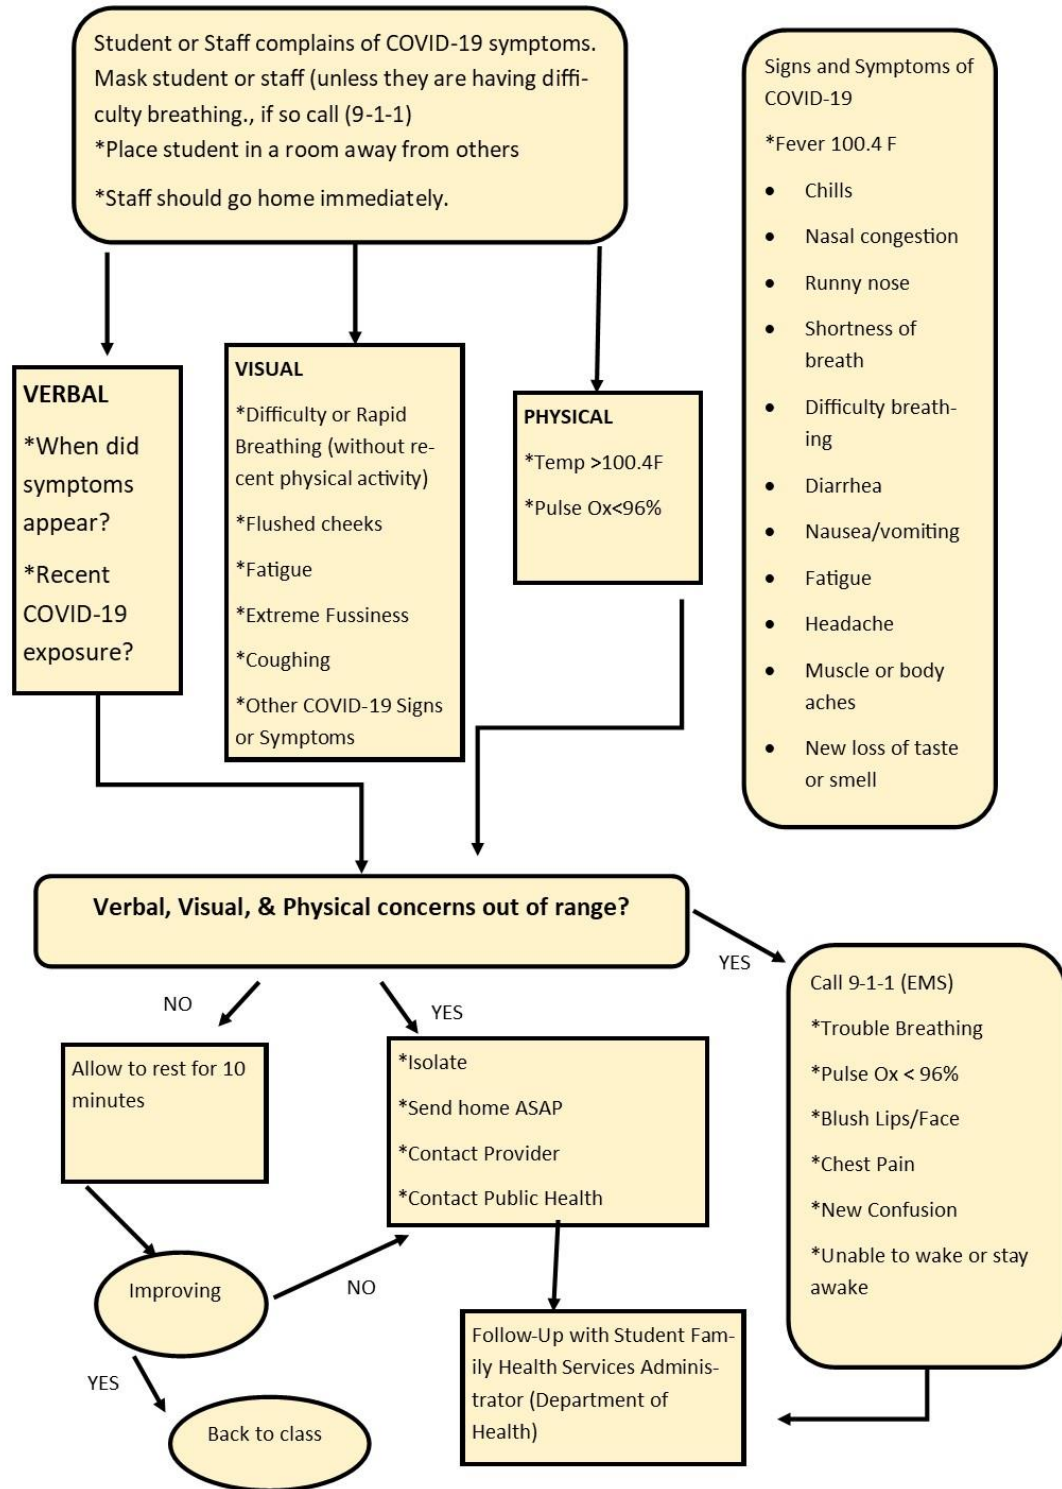 Student or Staff complains of COVID-19 symptoms.
Mask student or staff (unless they are having diffi-
culty breathing., if so call (9-1-1)
*Place student in a room away from others
*Staff should go home immediately.
Signs and Symptoms of
COVID-19
*Fever 100.4 F
• Chills
• Nasal congestion
• Runny nose
• Shortness of
breath
• Difficulty breath-
ing
• Diarrhea
• Nausea/vomiting
• Fatigue
• Headache
• Muscle or body
aches
• New loss of taste
or smell
VERBAL
*When did
symptoms
appear?
*Recent
COVID-19
exposure?
VISUAL
*Difficulty or Rapid
Breathing (without re-
cent physical activity)
*Flushed cheeks
*Fatigue
*Extreme Fussiness
*Coughing
*Other COVID-19 Signs
or Symptoms
PHYSICAL
*Temp >100.4F
*Pulse Ox<96%
Verbal, Visual, & Physical concerns out of range?
NO
YES
YES
Allow to rest for 10
minutes
*Isolate
*Send home ASAP
*Contact Provider
*Contact Public Health
Call 9-1-1 (EMS)
*Trouble Breathing
*Pulse Ox < 96%
*Blush Lips/Face
*Chest Pain
*New Confusion
*Unable to wake or stay
awake
Improving
NO
YES
Back to class
Follow-Up with Student Fam-
ily Health Services Adminis-
trator (Department of
Health)